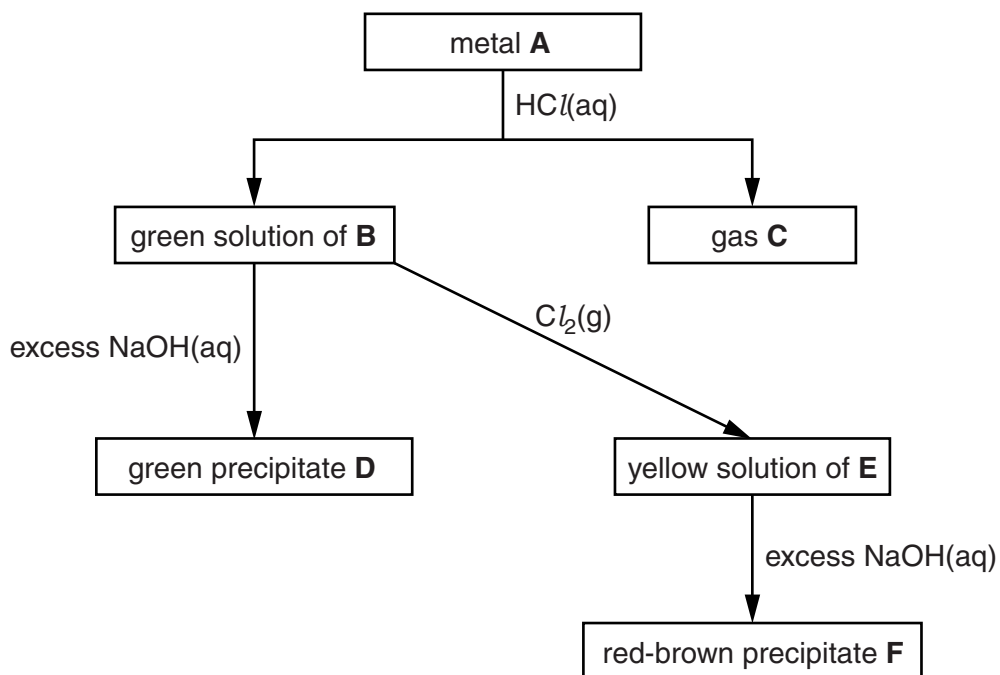 metal A
HCl(aq)
green solution of B
gas C
Cl₂(g)
excess NaOH(aq)
green precipitate D
yellow solution of E
excess NaOH(aq)
red-brown precipitate F